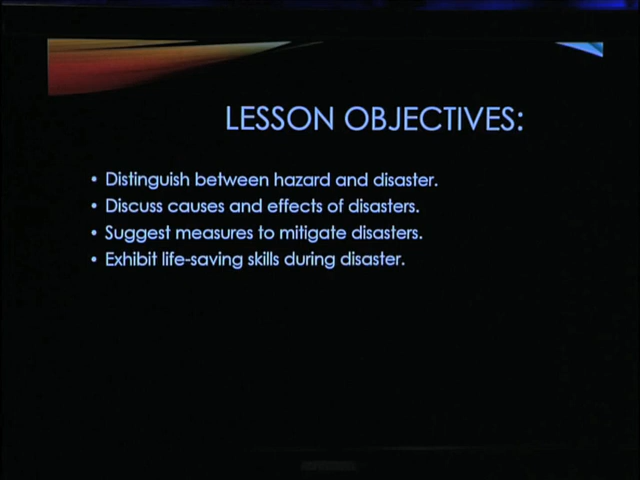 LESSON OBJECTIVES:
• Distinguish between hazard and disaster.
• Discuss causes and effects of disasters.
• Suggest measures to mitigate disasters.
• Exhibit life-saving skills during disaster.